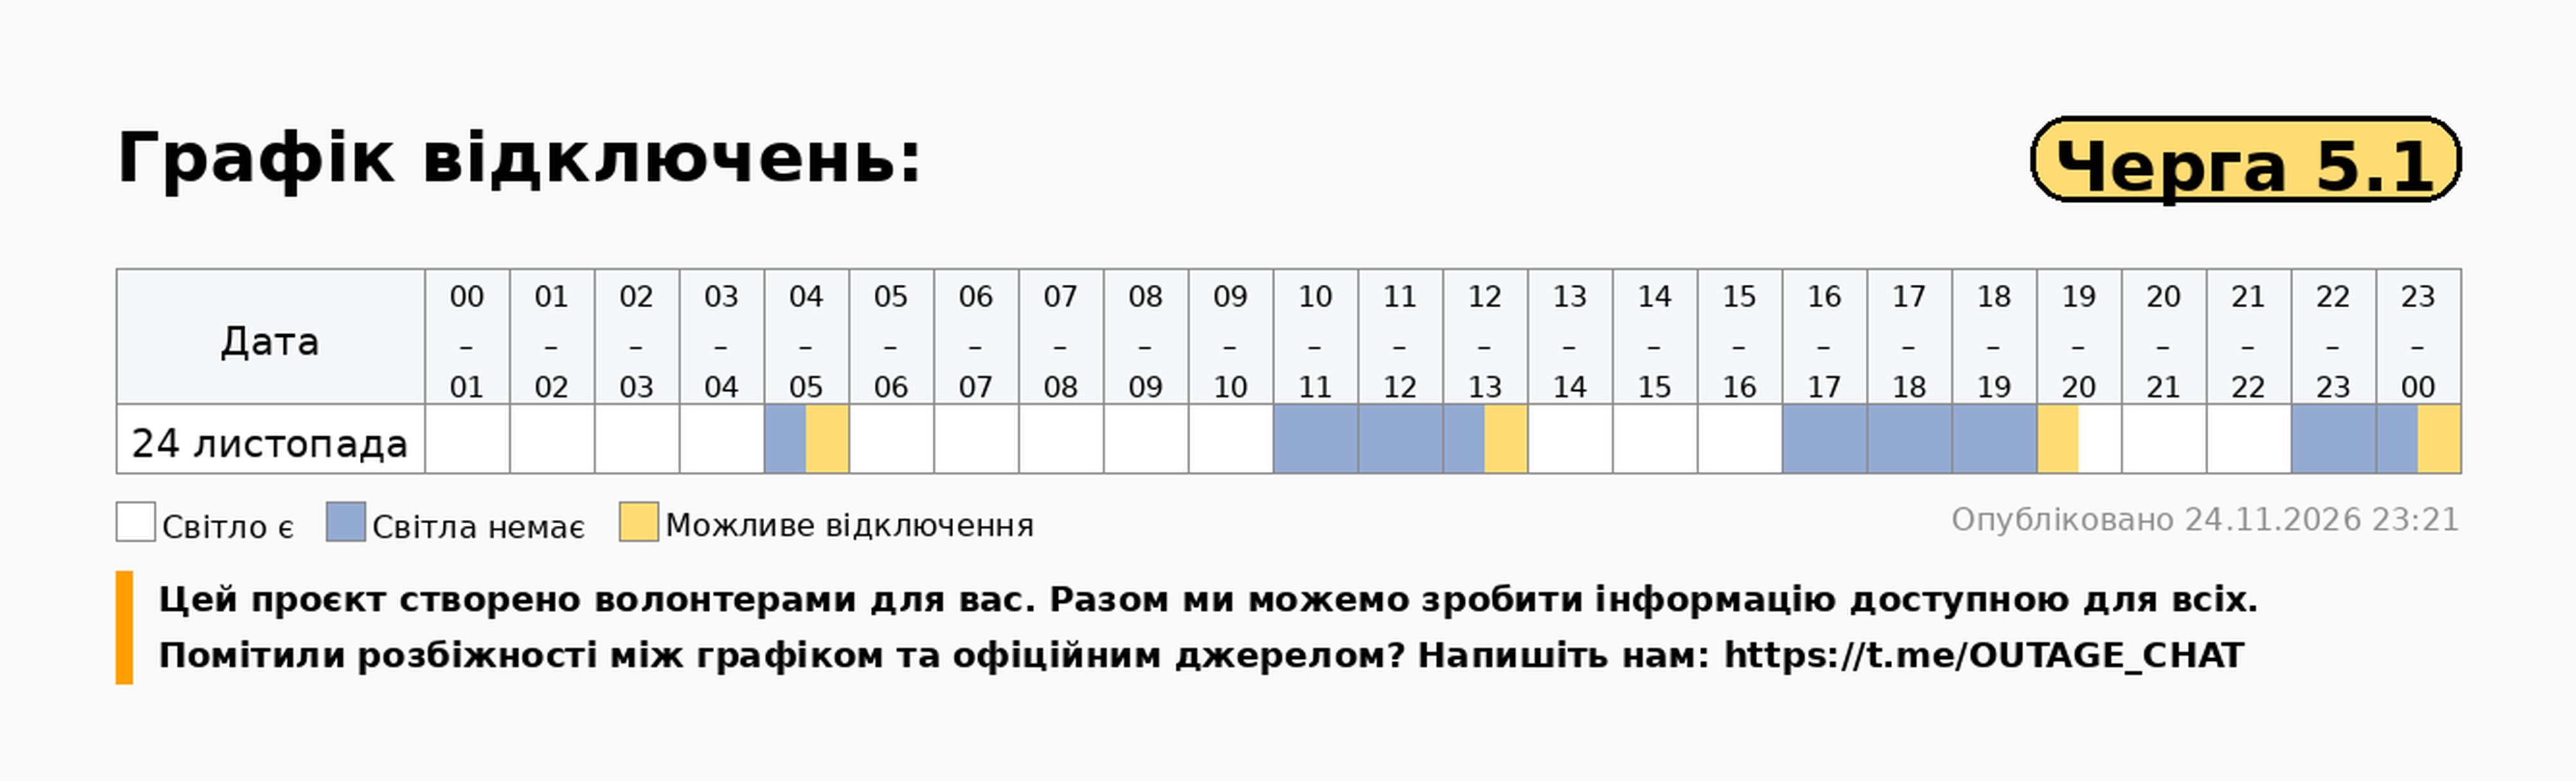 Графік відключень:
Черга 5.1
Дата
00 – 01
01 – 02
02 – 03
03 – 04
04 – 05
05 – 06
06 – 07
07 – 08
08 – 09
09 – 10
10 – 11
11 – 12
12 – 13
13 – 14
14 – 15
15 – 16
16 – 17
17 – 18
18 – 19
19 – 20
20 – 21
21 – 22
22 – 23
23 – 00
24 листопада
Світло є
Світла немає
Можливе відключення
Опубліковано 24.11.2026 23:21
Цей проєкт створено волонтерами для вас. Разом ми можемо зробити інформацію доступною для всіх.
Помітили розбіжності між графіком та офіційним джерелом? Напишіть нам: https://t.me/OUTAGE_CHAT